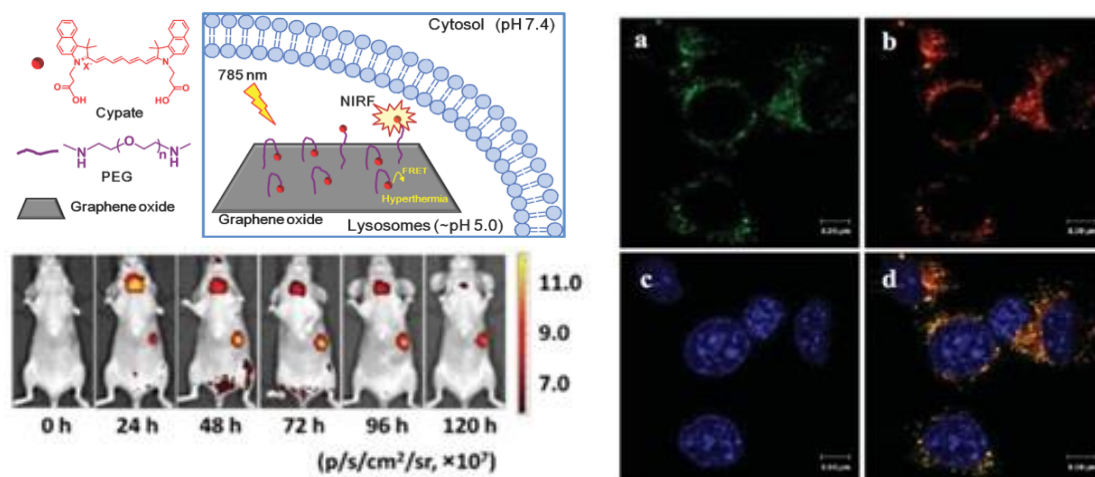 Cypate
N
X⁻
N
O
OH
O
OH
PEG
N
H
O
n
N
H
Graphene oxide
Cytosol (pH 7.4)
785 nm
NIRF
FRET
Hyperthermia
Graphene oxide
Lysosomes (~pH 5.0)
11.0
9.0
7.0
0 h 24 h 48 h 72 h 96 h 120 h
(p/s/cm²/sr, ×10⁷)
a
b
c
d